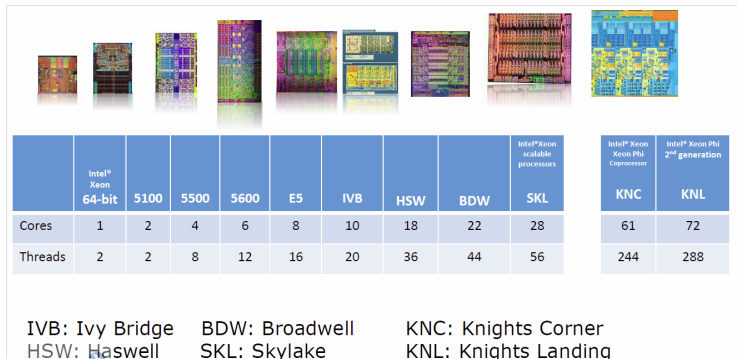 Intel® Xeon 64-bit 5100 5500 5600 E5 IVB HSW BDW Intel®Xeon scalable processors SKL Intel® Xeon Xeon Phi Coprocessor KNC Intel® Xeon Phi 2nd generation KNL
Cores 1 2 4 6 8 10 18 22 28 61 72
Threads 2 2 8 12 16 20 36 44 56 244 288
IVB: Ivy Bridge BDW: Broadwell KNC: Knights Corner
HSW: Haswell SKL: Skylake KNL: Knights Landing